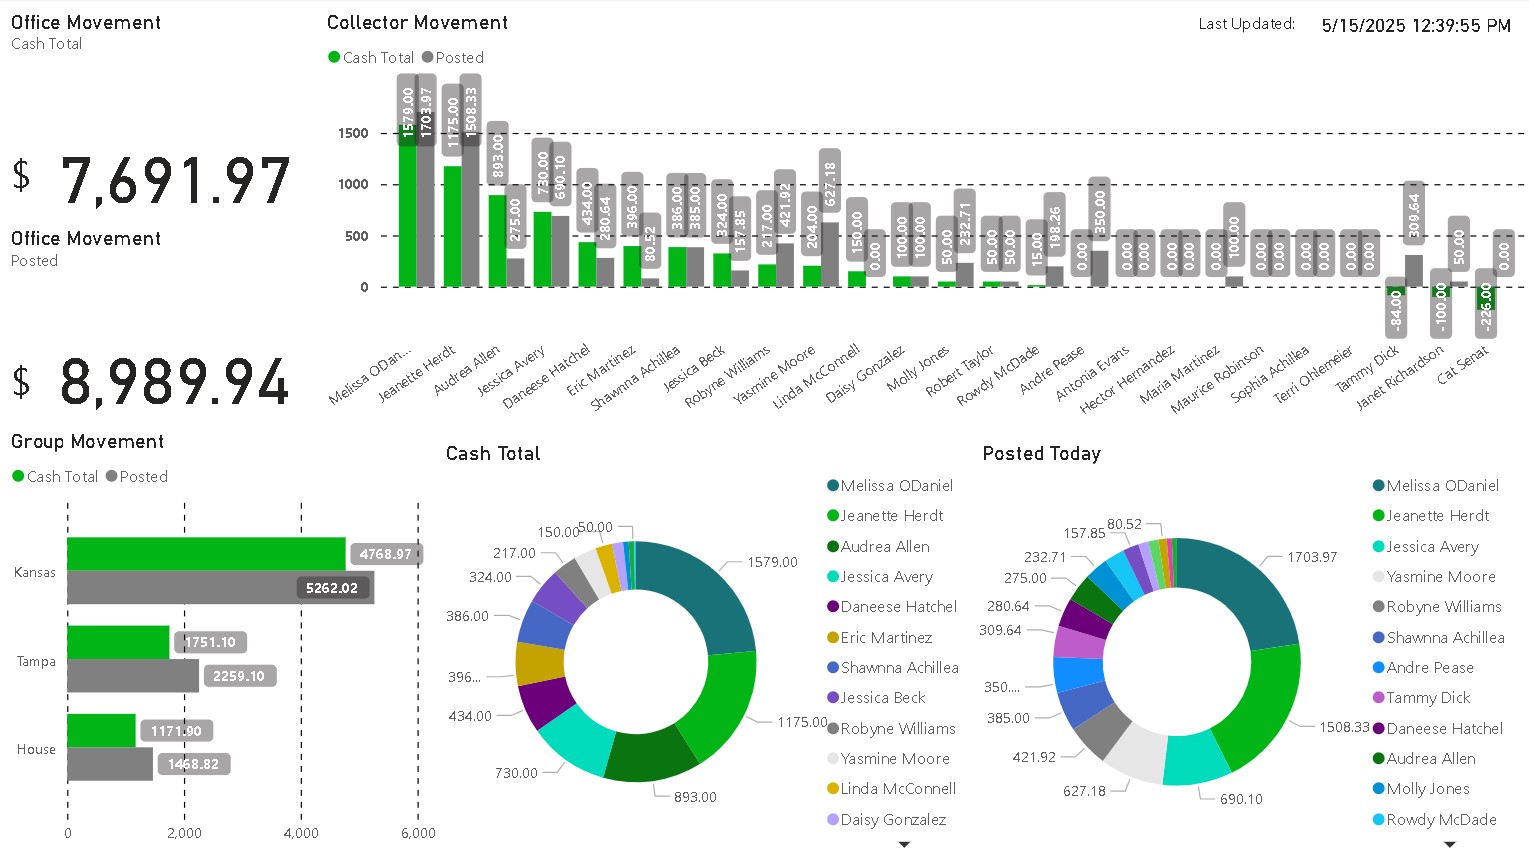 Office Movement
Cash Total
$ 7,691.97
Office Movement
Posted
$ 8,989.94
Collector Movement
Cash Total Posted
Last Updated: 5/15/2025 12:39:55 PM
1500
1000
500
0
1579.00 1703.97 1175.00 1508.33 893.00 275.00 730.00 690.10 434.00 280.64 396.00 80.52 386.00 385.00 324.00 157.85 217.00 421.92 204.00 627.18 150.00 0.00 100.00 100.00 50.00 232.71 50.00 50.00 15.00 198.26 0.00 350.00 0.00 0.00 0.00 0.00 0.00 100.00 0.00 0.00 0.00 0.00 0.00 0.00 -84.00 309.64 -100.00 50.00 -226.00 0.00
Melissa ODan...
Jeanette Herdt
Audrea Allen
Jessica Avery
Daneese Hatchel
Eric Martinez
Shawnna Achillea
Jessica Beck
Robyne Williams
Yasmine Moore
Linda McConnell
Daisy Gonzalez
Molly Jones
Robert Taylor
Rowdy McDade
Andre Pease
Antonia Evans
Hector Hernandez
Maria Martinez
Maurice Robinson
Sophia Achillea
Terri Ohlemeier
Tammy Dick
Janet Richardson
Cat Senat
Group Movement
Cash Total Posted
Kansas
4768.97
5262.02
Tampa
1751.10
2259.10
House
1171.90
1468.82
0 2,000 4,000 6,000
Cash Total
1579.00
1175.00
893.00
730.00
434.00
396...
386.00
324.00
217.00
150.00
50.00
Melissa ODaniel
Jeanette Herdt
Audrea Allen
Jessica Avery
Daneese Hatchel
Eric Martinez
Shawnna Achillea
Jessica Beck
Robyne Williams
Yasmine Moore
Linda McConnell
Daisy Gonzalez
Posted Today
1703.97
1508.33
690.10
627.18
421.92
385.00
350....
309.64
280.64
275.00
232.71
157.85
80.52
Melissa ODaniel
Jeanette Herdt
Jessica Avery
Yasmine Moore
Robyne Williams
Shawnna Achillea
Andre Pease
Tammy Dick
Daneese Hatchel
Audrea Allen
Molly Jones
Rowdy McDade